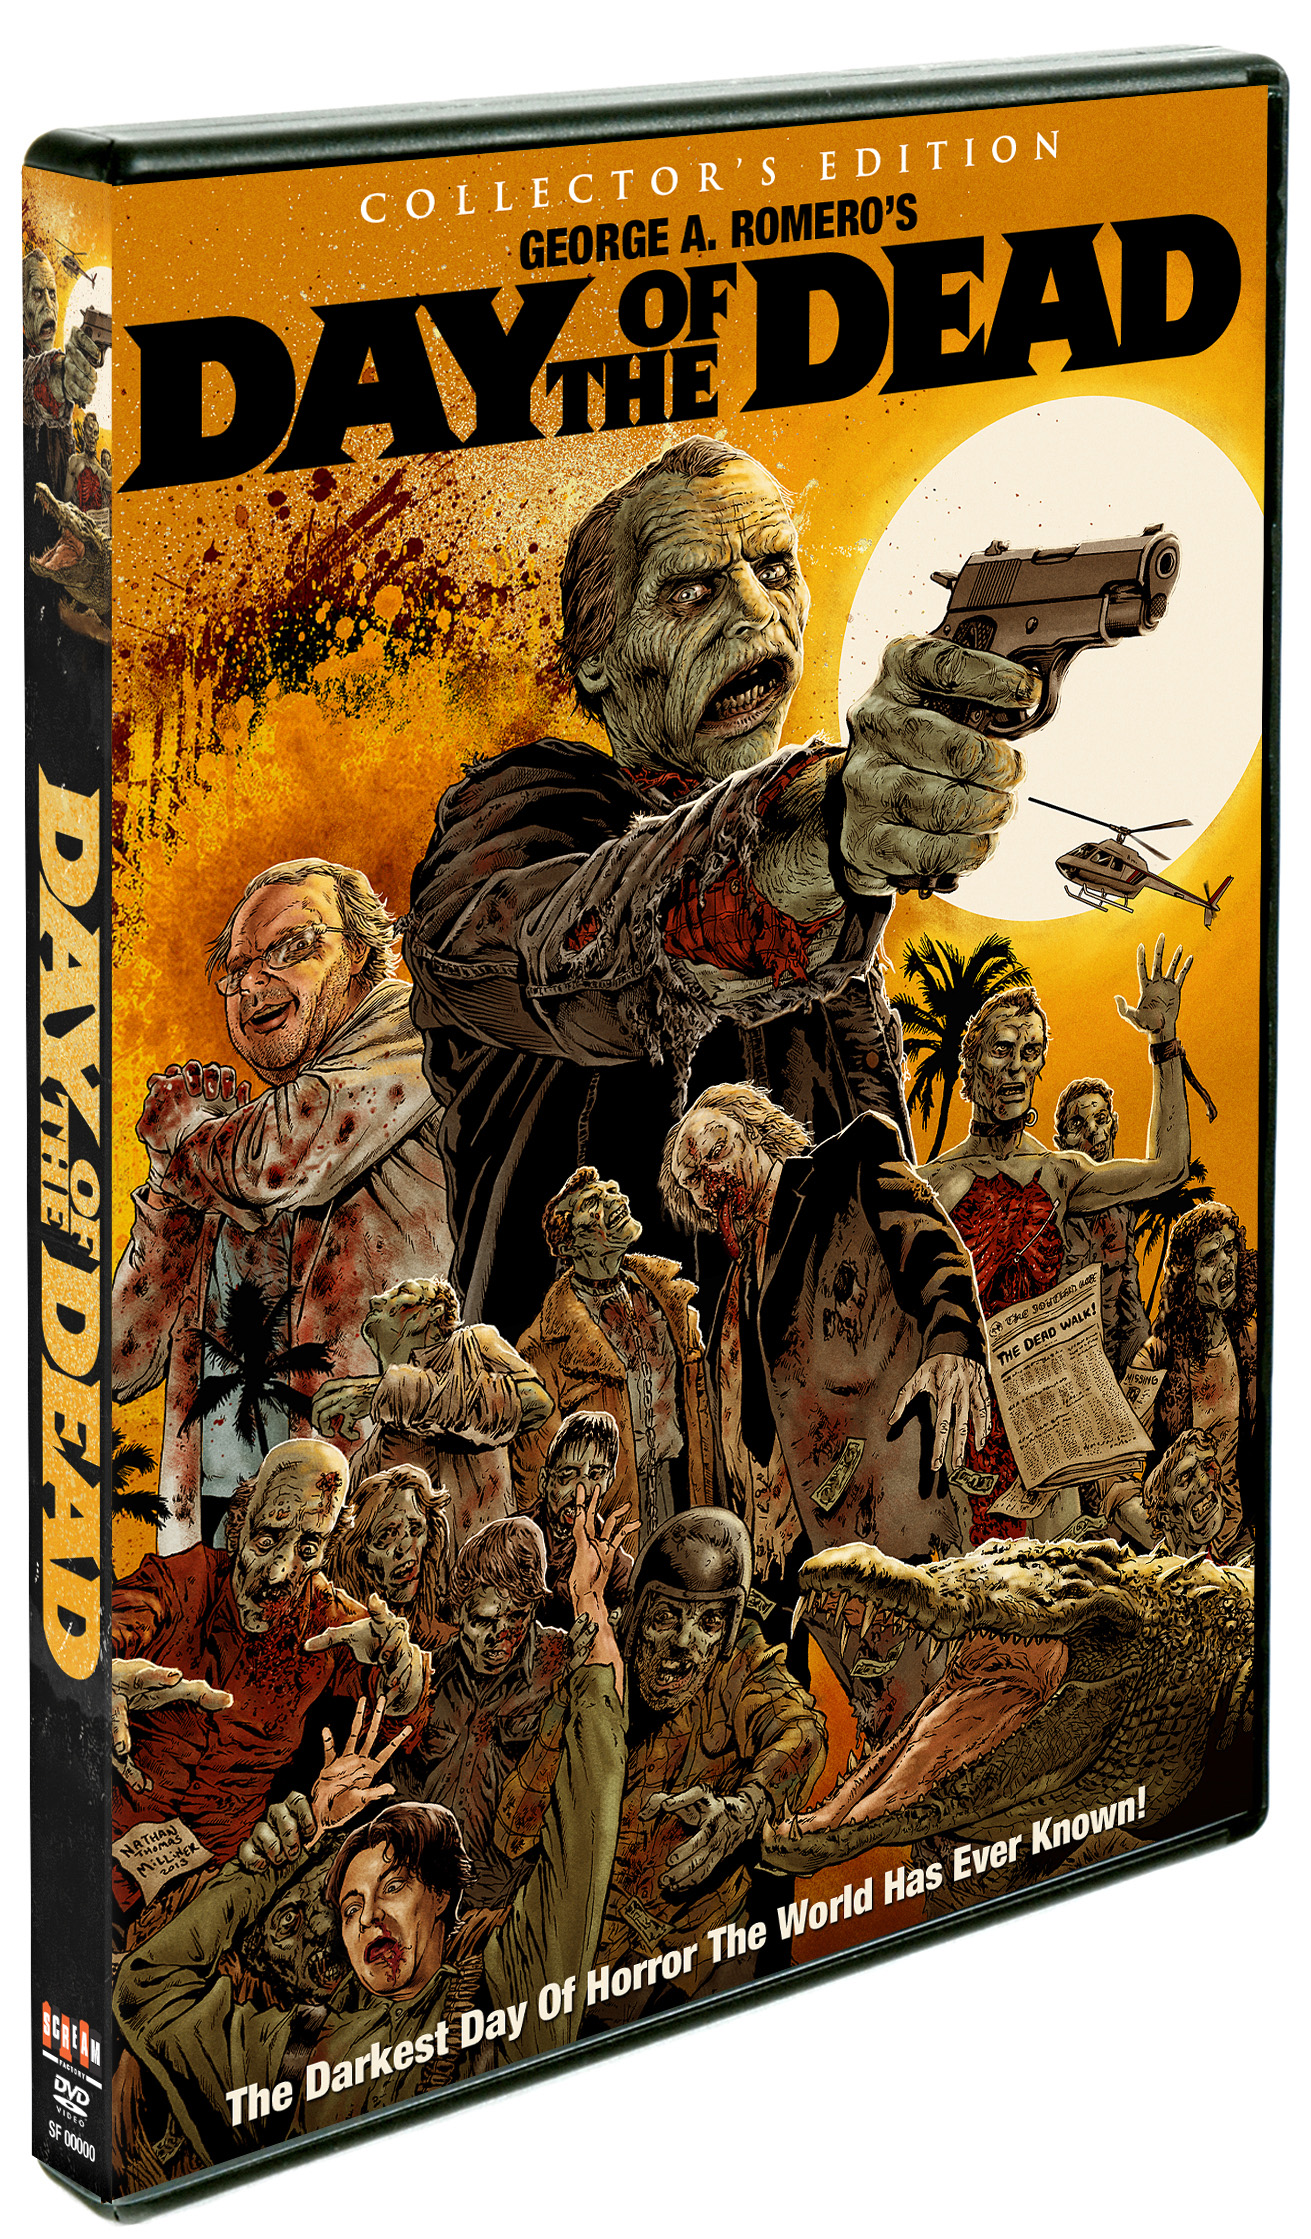 COLLECTOR'S EDITION
GEORGE A. ROMERO'S
DAY OF THE DEAD
THE DEAD WALK!
MISSING
NATHAN
THOMAS
MILLINER
2013
The Darkest Day Of Horror The World Has Ever Known!
DAY OF THE DEAD
SCREAM
FACTORY
DVD
VIDEO
SF 00000